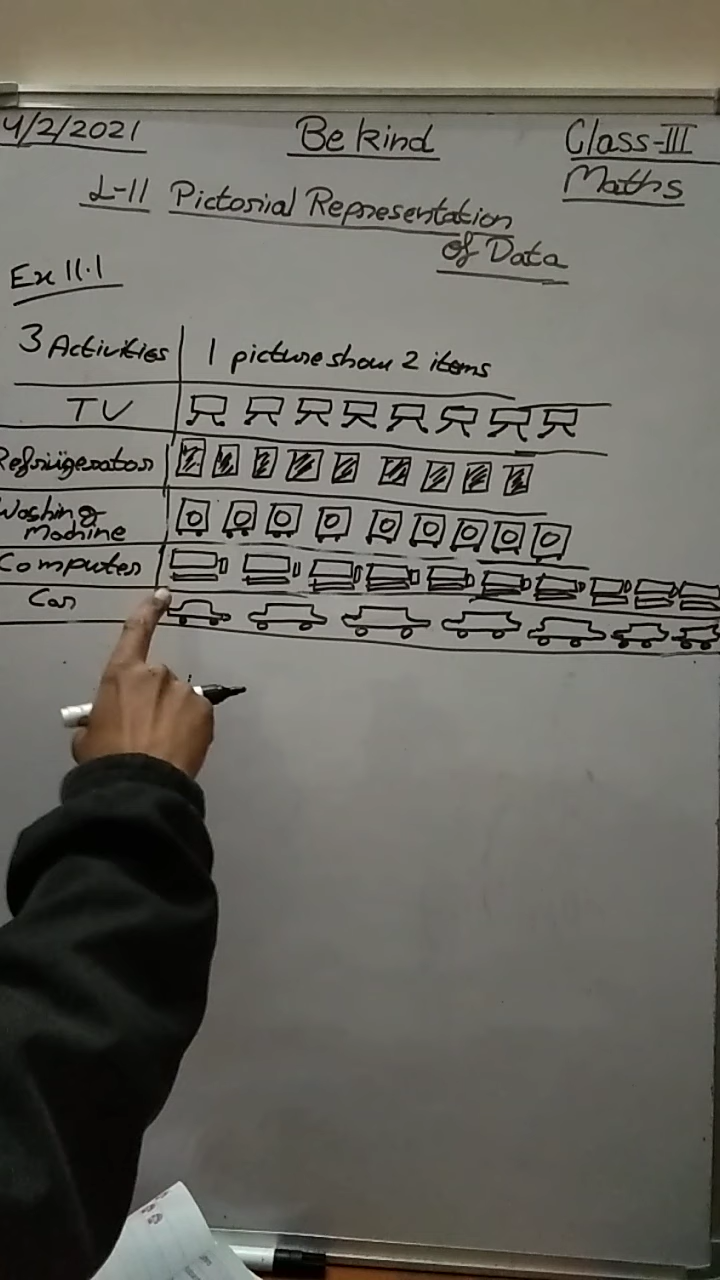 4/2/2021 Be kind Class-III
Maths
L-11 Pictorial Representation
of Data
Ex 11.1
3 Activities 1 picture show 2 items
TV
Refrigerator
Washing
Machine
Computer
Car